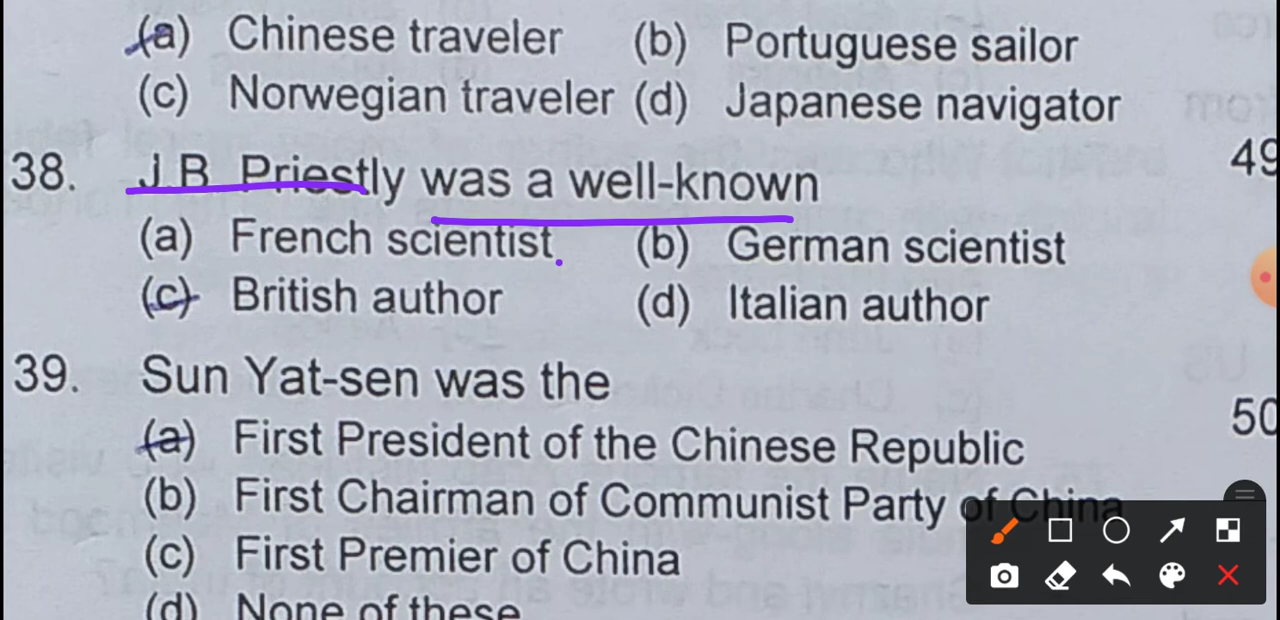 (a) Chinese traveler (b) Portuguese sailor
(c) Norwegian traveler (d) Japanese navigator
38. J B Priestly was a well-known
(a) French scientist (b) German scientist
(c) British author (d) Italian author
39. Sun Yat-sen was the
(a) First President of the Chinese Republic
(b) First Chairman of Communist Party of China
(c) First Premier of China
(d) None of these
49
50